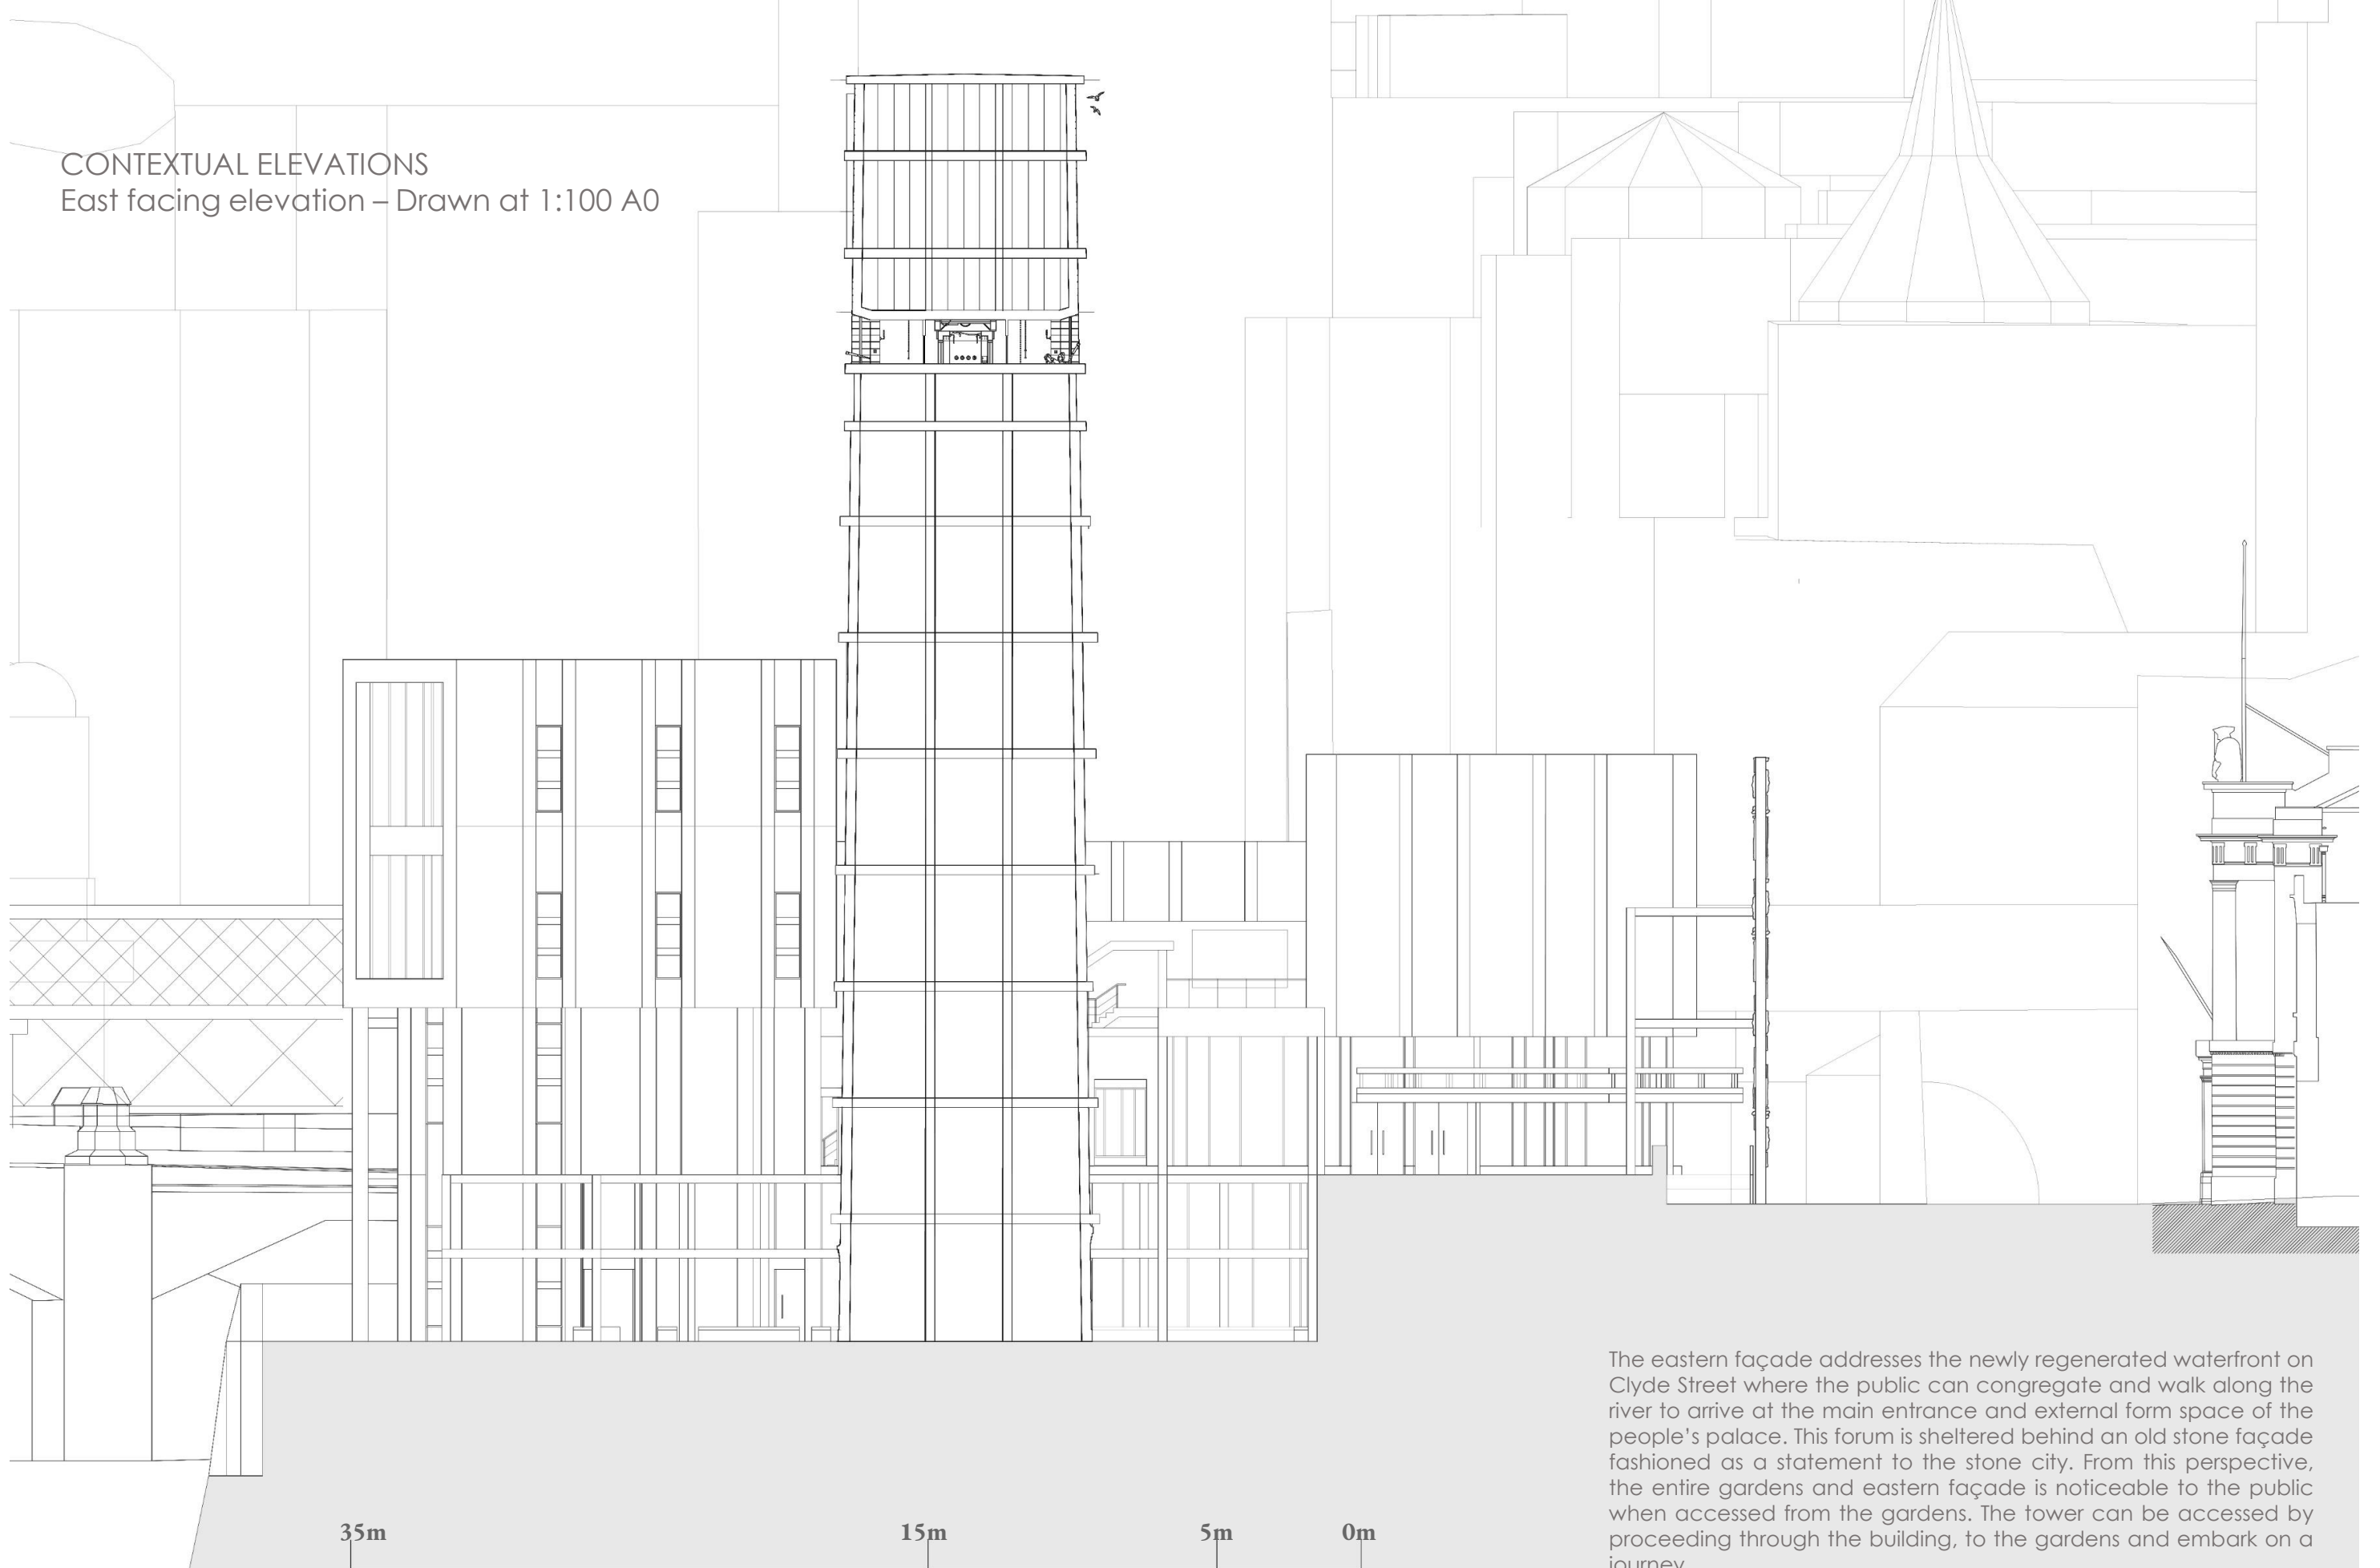 CONTEXTUAL ELEVATIONS
East facing elevation – Drawn at 1:100 A0
The eastern façade addresses the newly regenerated waterfront on
Clyde Street where the public can congregate and walk along the
river to arrive at the main entrance and external form space of the
people's palace. This forum is sheltered behind an old stone façade
fashioned as a statement to the stone city. From this perspective,
the entire gardens and eastern façade is noticeable to the public
when accessed from the gardens. The tower can be accessed by
proceeding through the building, to the gardens and embark on a
journey
35m
15m
5m
0m